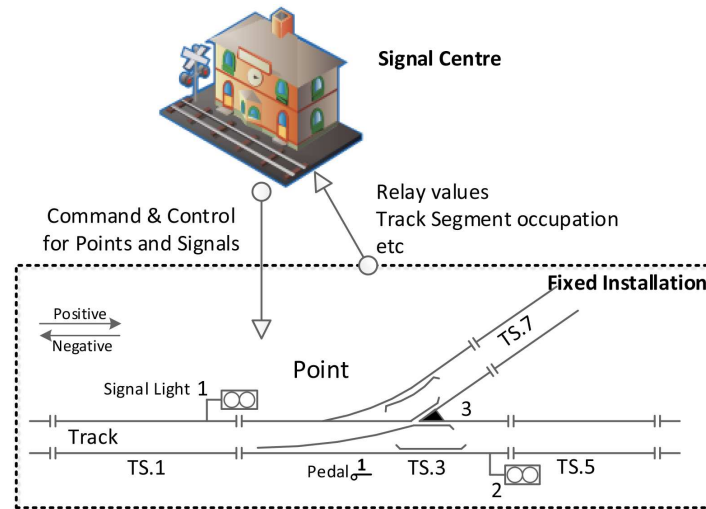 Signal Centre
Command & Control
for Points and Signals
Relay values
Track Segment occupation
etc
Fixed Installation
Positive
Negative
TS.7
Point
Signal Light 1
3
Track
TS.1
Pedal 1
TS.3
2
TS.5